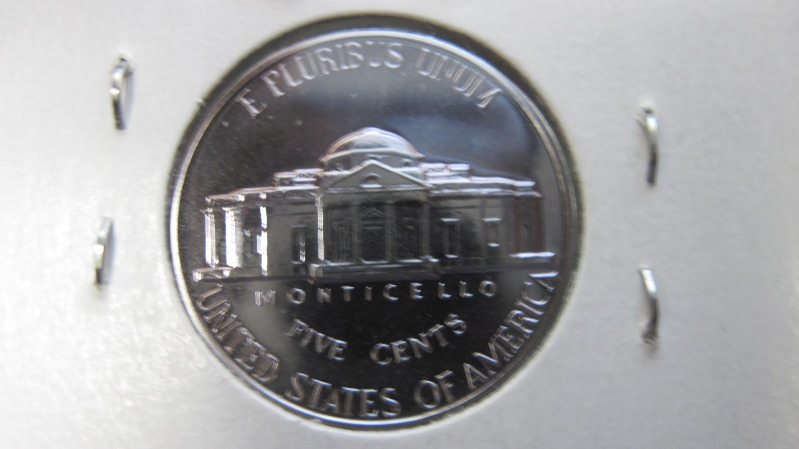 E PLURIBUS UNUM
MONTICELLO
FIVE CENTS
UNITED STATES OF AMERICA